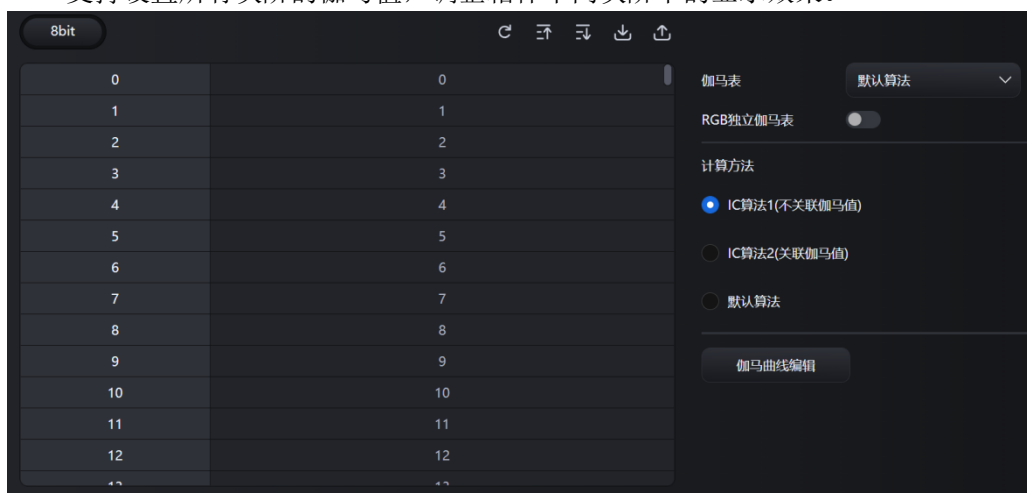 8bit
0 0
1 1
2 2
3 3
4 4
5 5
6 6
7 7
8 8
9 9
10 10
11 11
12 12
伽马表 默认算法
RGB独立伽马表
计算方法
IC算法1(不关联伽马值)
IC算法2(关联伽马值)
默认算法
伽马曲线编辑